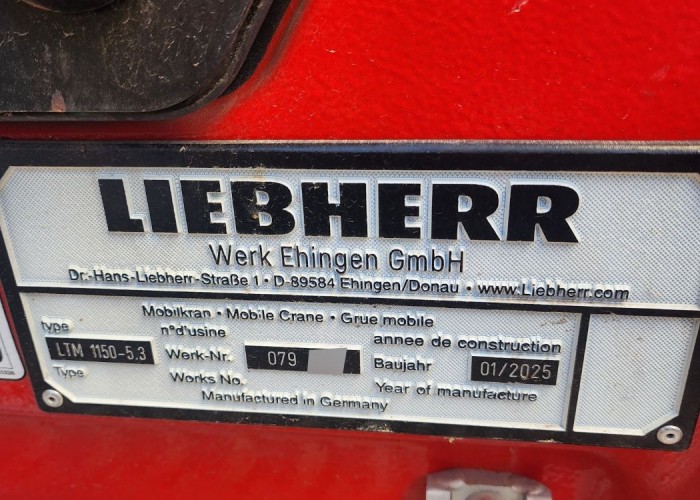 LIEBHERR
Werk Ehingen GmbH
Dr.-Hans-Liebherr-Straße 1 · D-89584 Ehingen/Donau · www.Liebherr.com
Mobilkran · Mobile Crane · Grue mobile
type
LTM 1150-5.3
Type
n°d'usine
Werk-Nr. 079
Works No.
annee de construction
Baujahr 01/2025
Year of manufacture
Manufactured in Germany